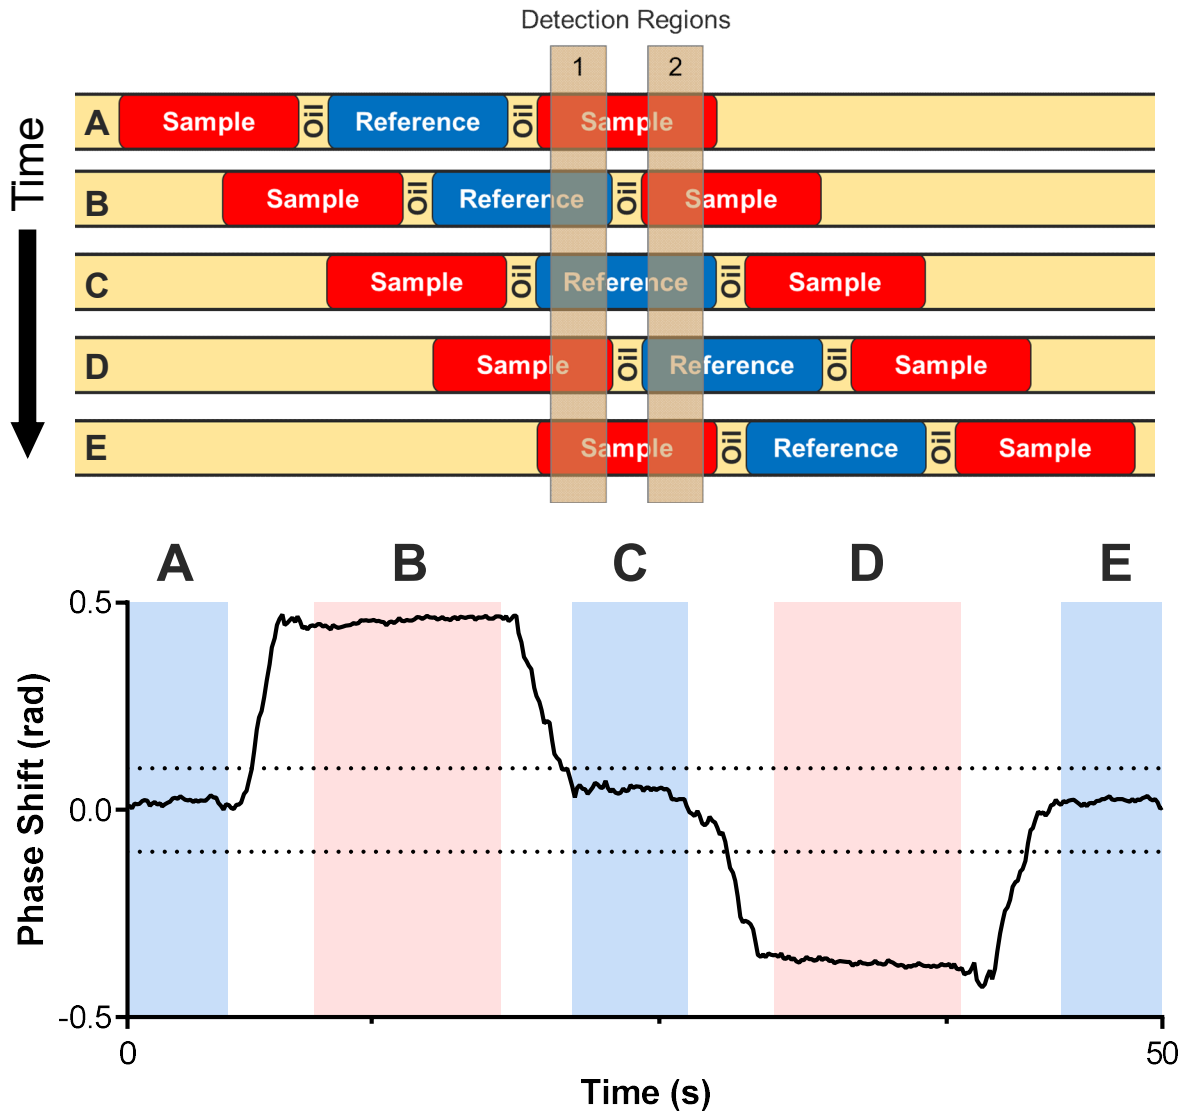 Detection Regions
1 2
Time
A Sample Oil Reference Oil Sample
B Sample Oil Reference Oil Sample
C Sample Oil Reference Oil Sample
D Sample Oil Reference Oil Sample
E Sample Oil Reference Oil Sample
A B C D E
Phase Shift (rad)
0.5
0.0
-0.5
0 50
Time (s)